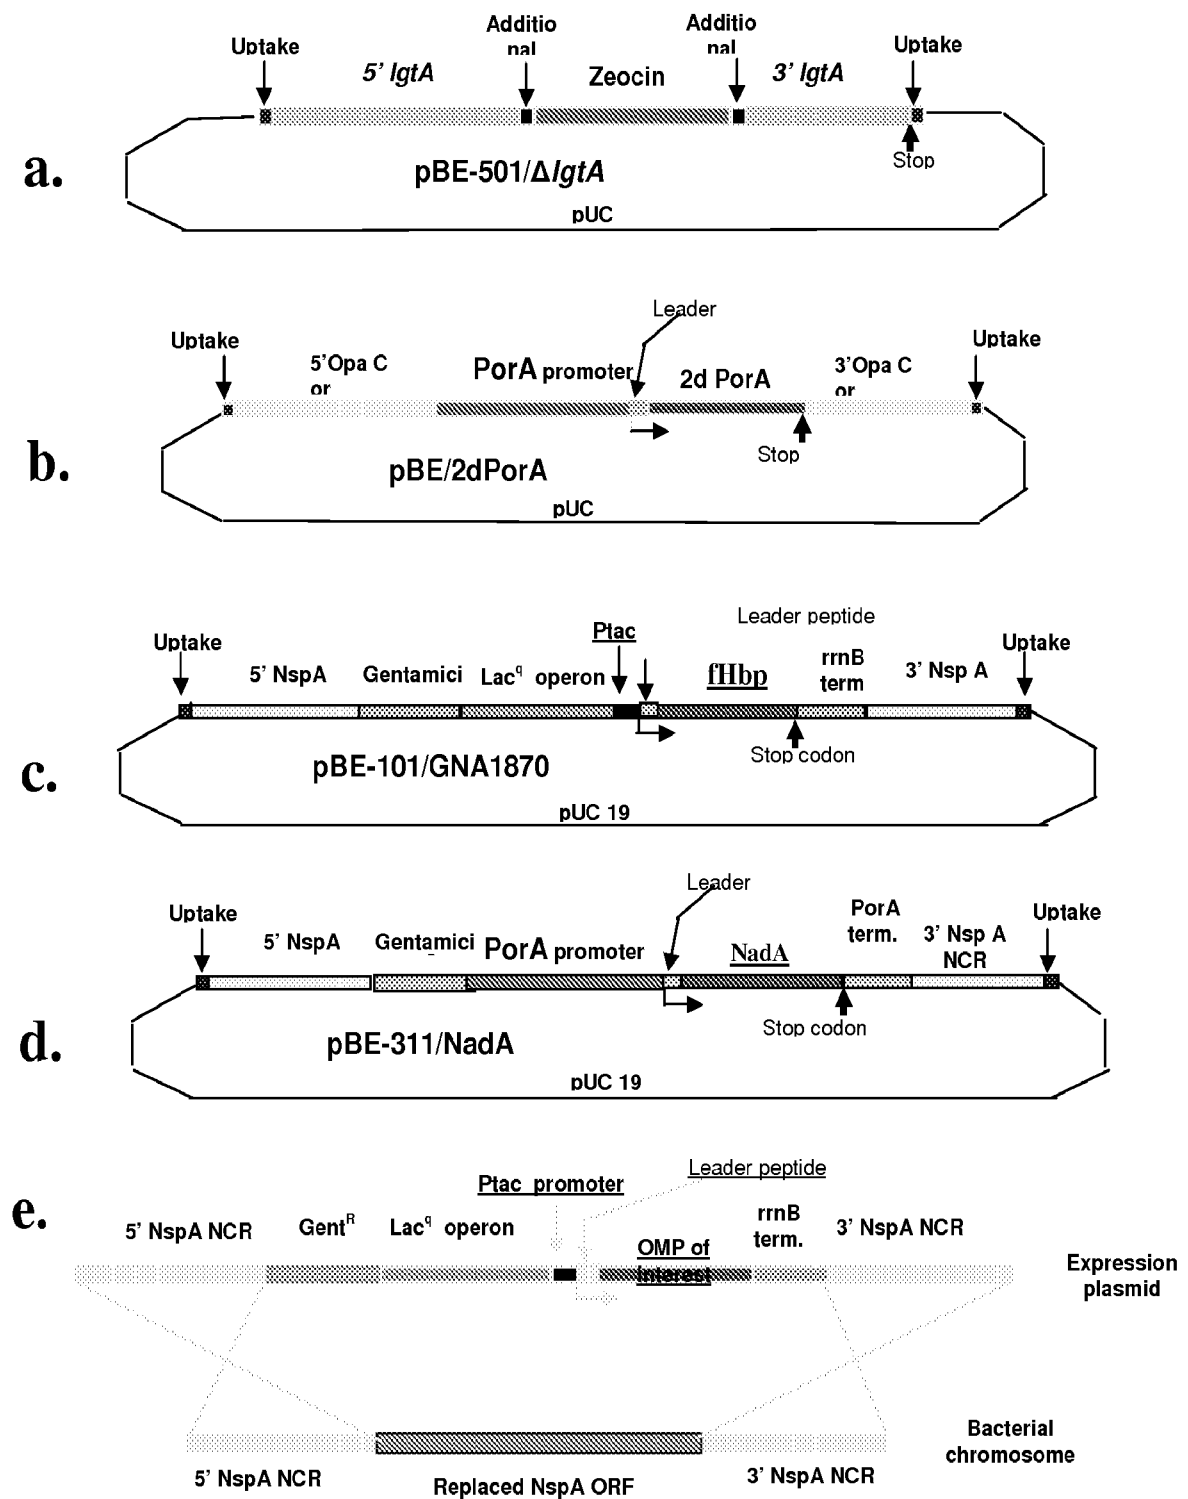 Additio
nal
Additio
nal
Uptake
Uptake
5’ lgtA
Zeocin
3’ lgtA
Stop
a.
pBE-501/ΔlgtA
pUC
Leader
Uptake
Uptake
5’Opa C
or
PorA promoter
2d PorA
3’Opa C
or
Stop
b.
pBE/2dPorA
pUC
Leader peptide
Uptake
Ptac
Uptake
5’ NspA
Gentamici
Lacq operon
fHbp
rrnB
term
3’ Nsp A
Stop codon
c.
pBE-101/GNA1870
pUC 19
Leader
Uptake
PorA
term.
Uptake
5’ NspA
Gentamici
PorA promoter
NadA
3’ Nsp A
NCR
Stop codon
d.
pBE-311/NadA
pUC 19
Leader peptide
Ptac promoter
e.
5’ NspA NCR
GentR
Lacq operon
OMP of
interest
rrnB
term.
3’ NspA NCR
Expression
plasmid
Bacterial
chromosome
5’ NspA NCR
Replaced NspA ORF
3’ NspA NCR